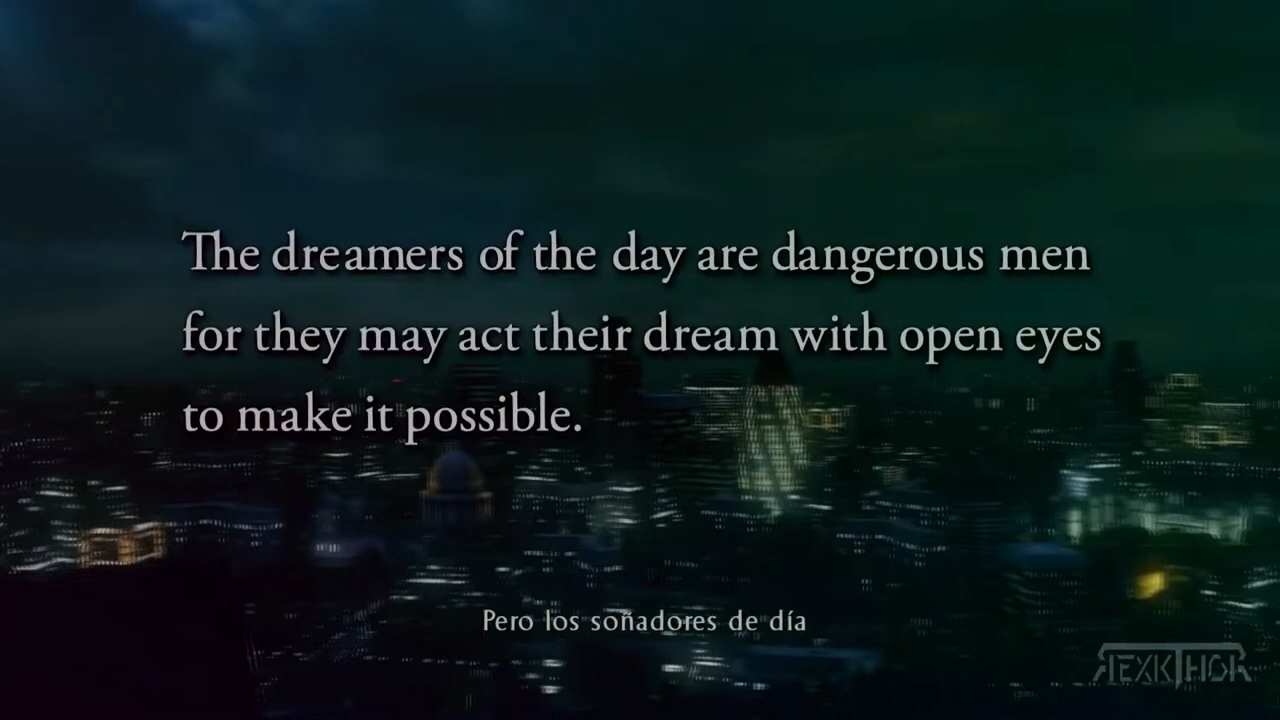 The dreamers of the day are dangerous men
for they may act their dream with open eyes
to make it possible.
Pero los soñadores de día